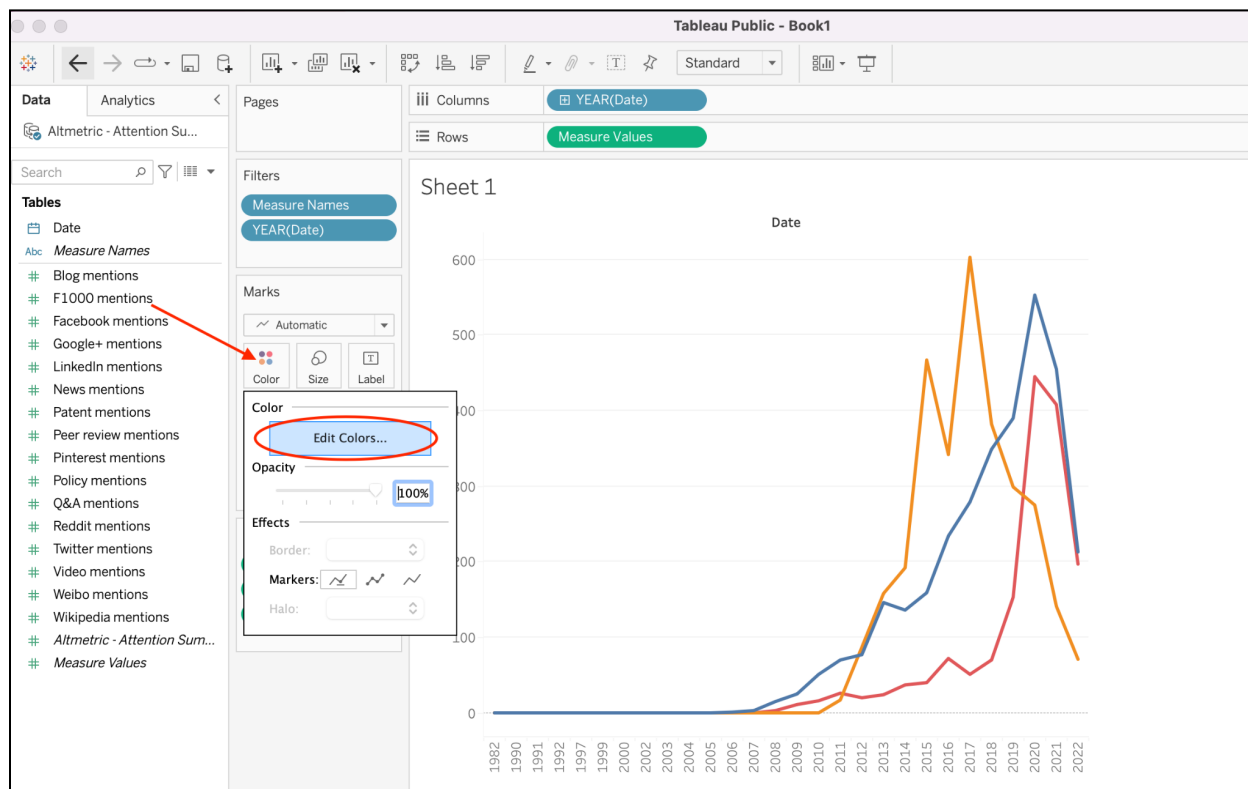 Tableau Public - Book1
Standard
Data
Analytics
Altmetric - Attention Su...
Search
Tables
Date
Abc Measure Names
Blog mentions
F1000 mentions
Facebook mentions
Google+ mentions
LinkedIn mentions
News mentions
Patent mentions
Peer review mentions
Pinterest mentions
Policy mentions
Q&A mentions
Reddit mentions
Twitter mentions
Video mentions
Weibo mentions
Wikipedia mentions
Altmetric - Attention Sum...
Measure Values
Pages
Filters
Measure Names
YEAR(Date)
Marks
Automatic
Color
Size
T
Label
Color
Edit Colors...
Opacity
100%
Effects
Border:
Markers:
Halo:
Columns
YEAR(Date)
Rows
Measure Values
Sheet 1
Date
600
500
400
300
200
100
0
1982
1990
1991
1992
1997
1999
2000
2002
2003
2004
2005
2006
2007
2008
2009
2010
2011
2012
2013
2014
2015
2016
2017
2018
2019
2020
2021
2022